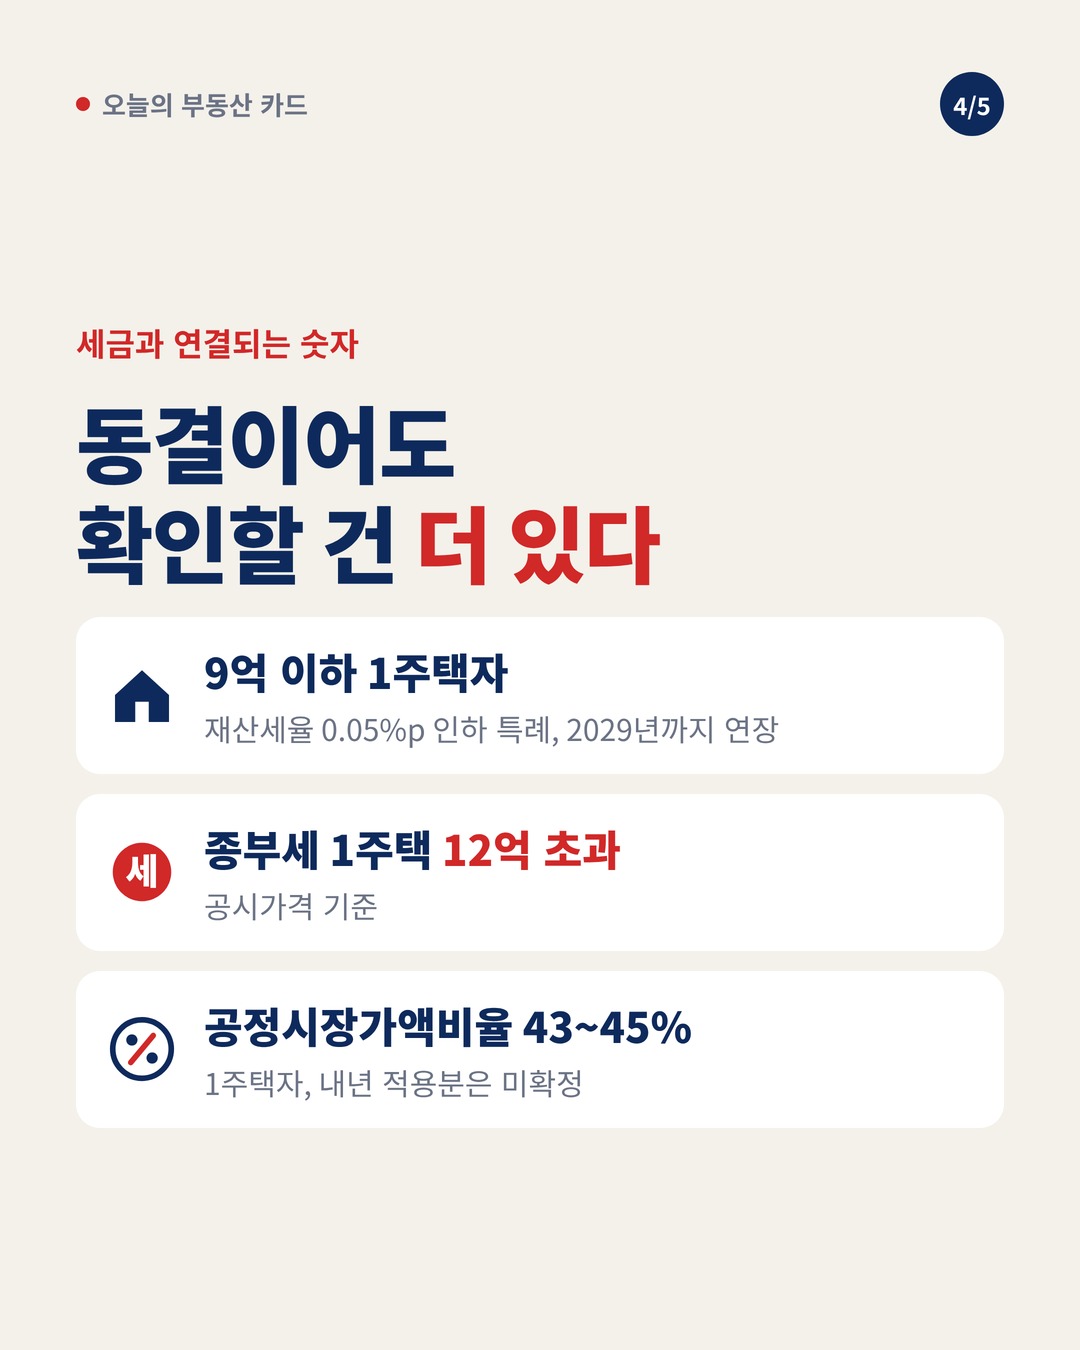 오늘의 부동산 카드
4/5
세금과 연결되는 숫자
동결이어도
확인할 건 더 있다
9억 이하 1주택자
재산세율 0.05%p 인하 특례, 2029년까지 연장
세
종부세 1주택 12억 초과
공시가격 기준
공정시장가액비율 43~45%
1주택자, 내년 적용분은 미확정